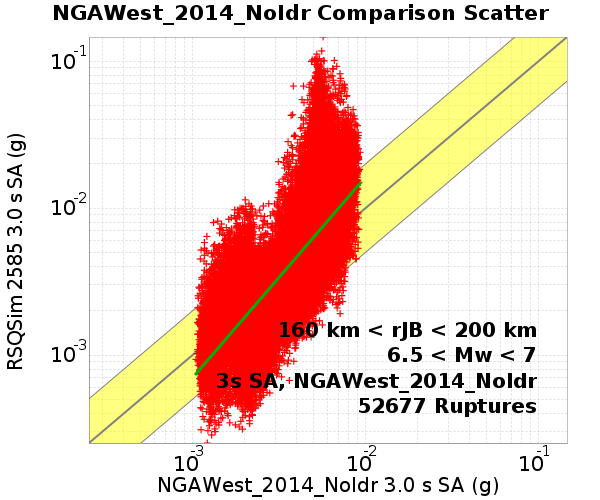 NGAWest_2014_NoIdr Comparison Scatter
10-1
10-2
10-3
RSQSim 2585 3.0 s SA (g)
160 km < rJB < 200 km
6.5 < Mw < 7
3s SA, NGAWest_2014_NoIdr
52677 Ruptures
10-3
10-2
10-1
NGAWest_2014_NoIdr 3.0 s SA (g)